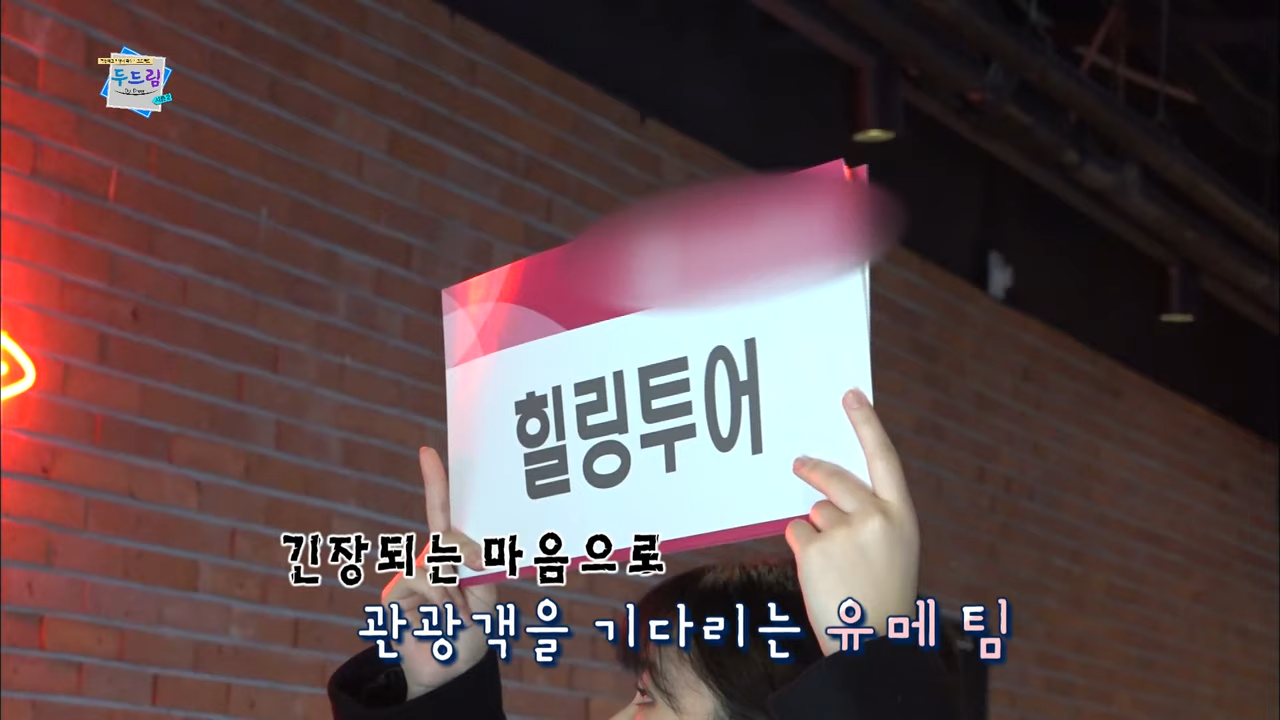 두드림
힐링투어
긴장되는 마음으로
관광객을 기다리는 유메 팀